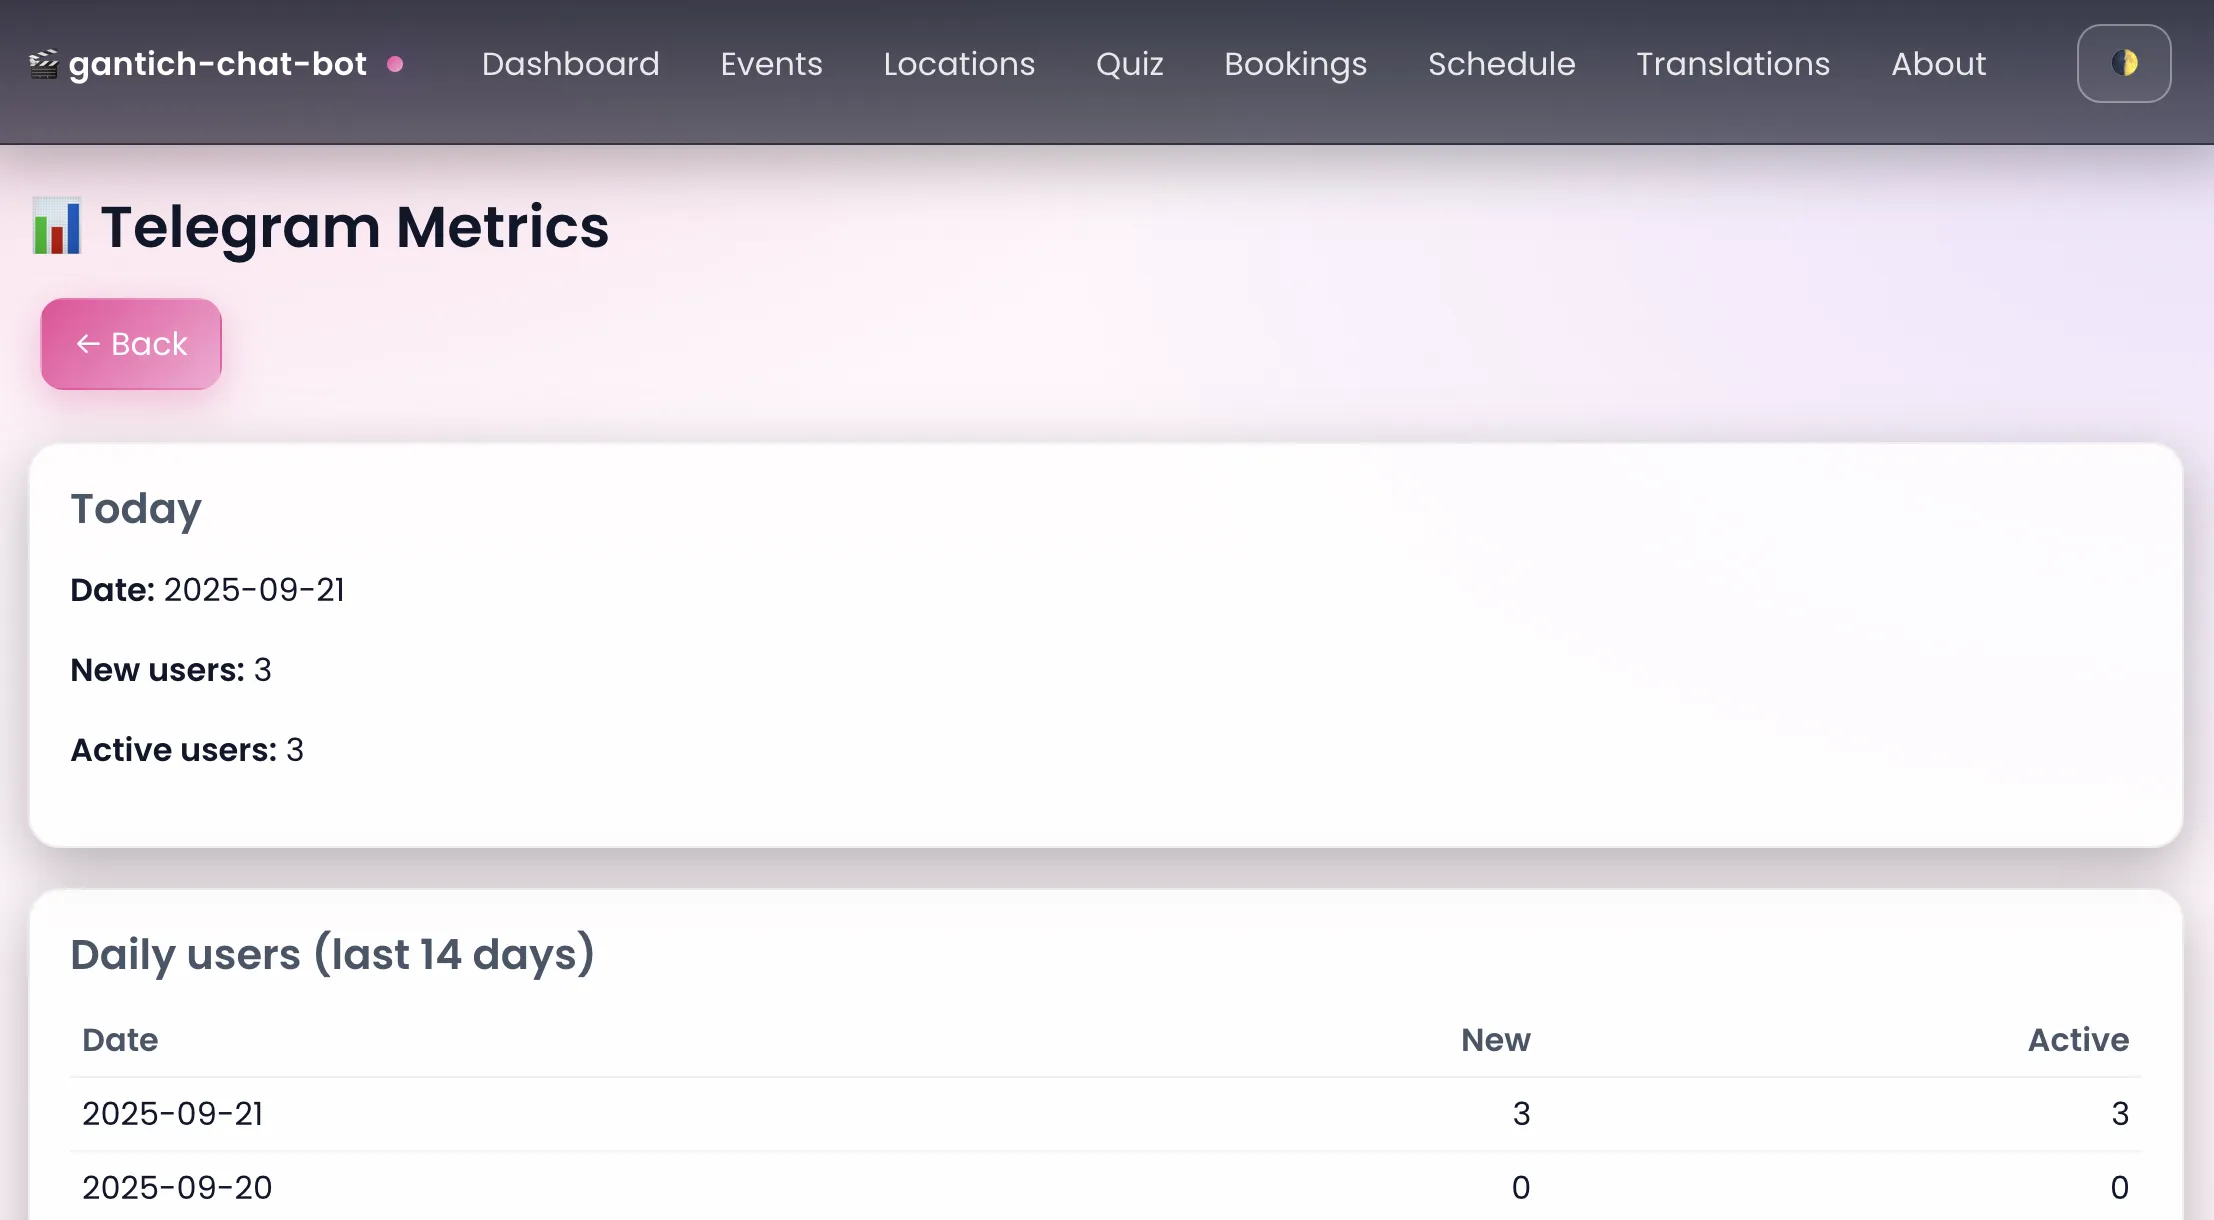 gantich-chat-bot Dashboard Events Locations Quiz Bookings Schedule Translations About
Telegram Metrics
← Back
Today
Date: 2025-09-21
New users: 3
Active users: 3
Daily users (last 14 days)
Date New Active
2025-09-21 3 3
2025-09-20 0 0